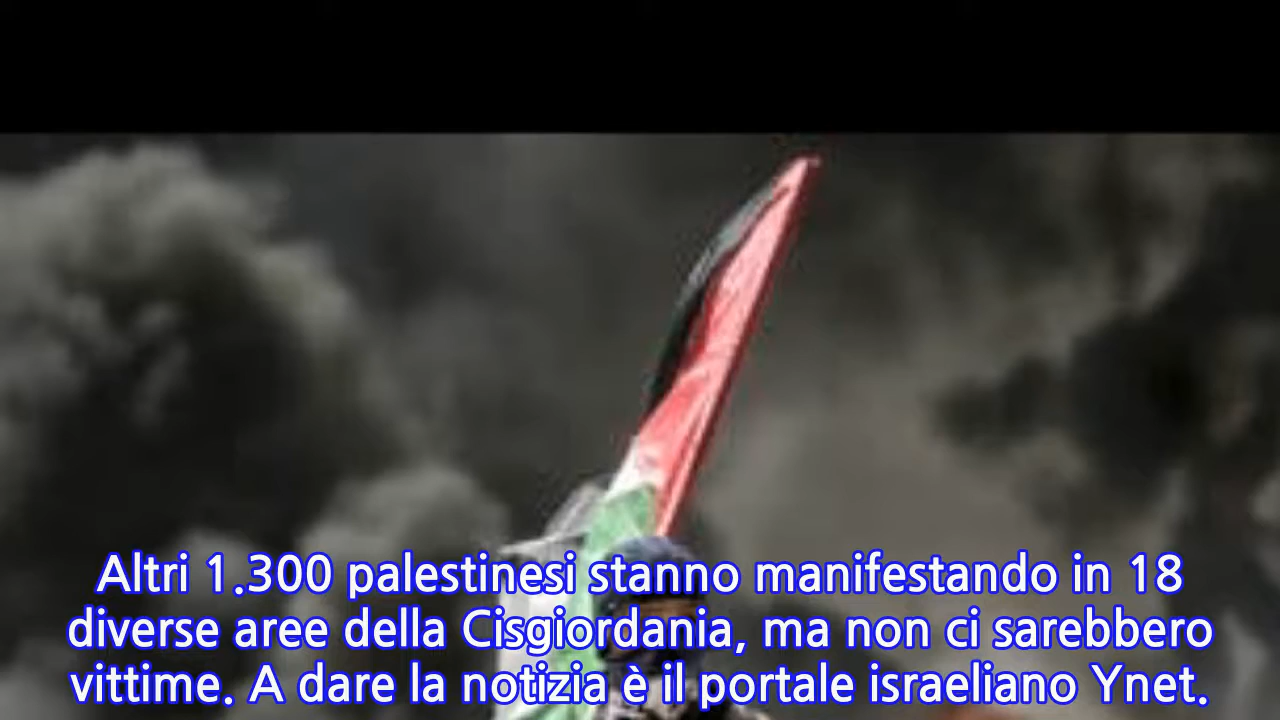 Altri 1.300 palestinesi stanno manifestando in 18
diverse aree della Cisgiordania, ma non ci sarebbero
vittime. A dare la notizia è il portale israeliano Ynet.